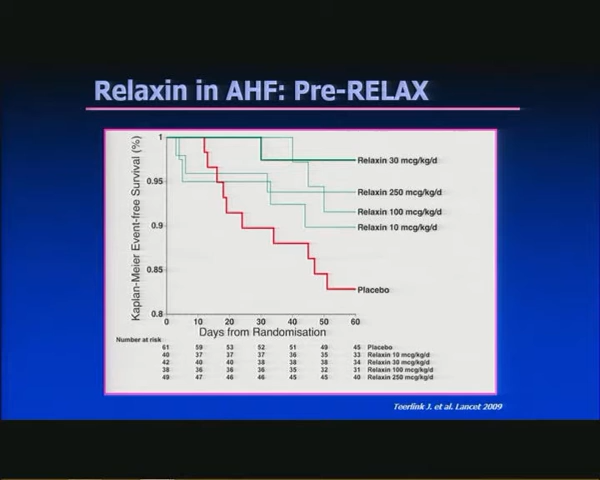 Relaxin in AHF: Pre-RELAX
Kaplan-Meier Event-free Survival (%)
1
0.95
0.9
0.85
0.8
Relaxin 30 mcg/kg/d
Relaxin 250 mcg/kg/d
Relaxin 100 mcg/kg/d
Relaxin 10 mcg/kg/d
Placebo
0 10 20 30 40 50 60
Days from Randomisation
Number at risk
61 59 53 52 51 49 45 Placebo
40 37 37 37 36 35 33 Relaxin 10 mcg/kg/d
42 40 40 38 38 38 34 Relaxin 30 mcg/kg/d
38 36 36 36 35 32 31 Relaxin 100 mcg/kg/d
49 47 46 46 45 45 40 Relaxin 250 mcg/kg/d
Teerlink J. et al. Lancet 2009